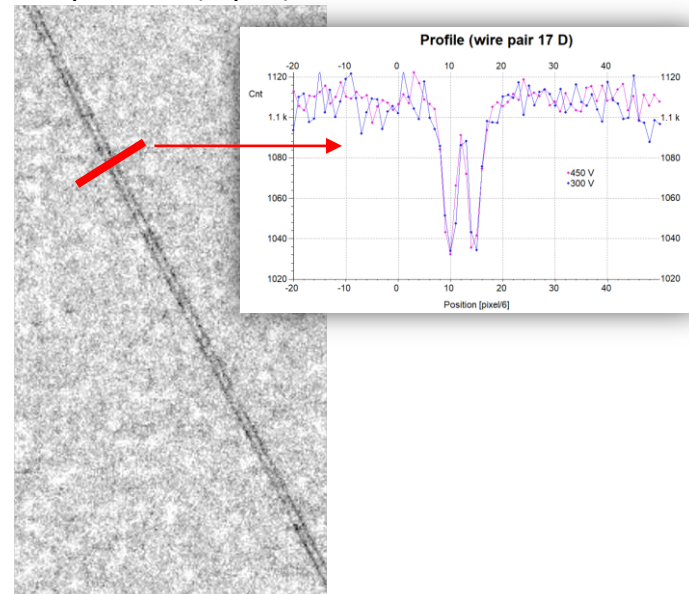 Profile (wire pair 17 D)
-20 -10 0 10 20 30 40
Cnt
1120 1120
1,1 k 1,1 k
1080 1080
450 V
300 V
1060 1060
1040 1040
1020 1020
-20 -10 0 10 20 30 40
Position [pixel/6]